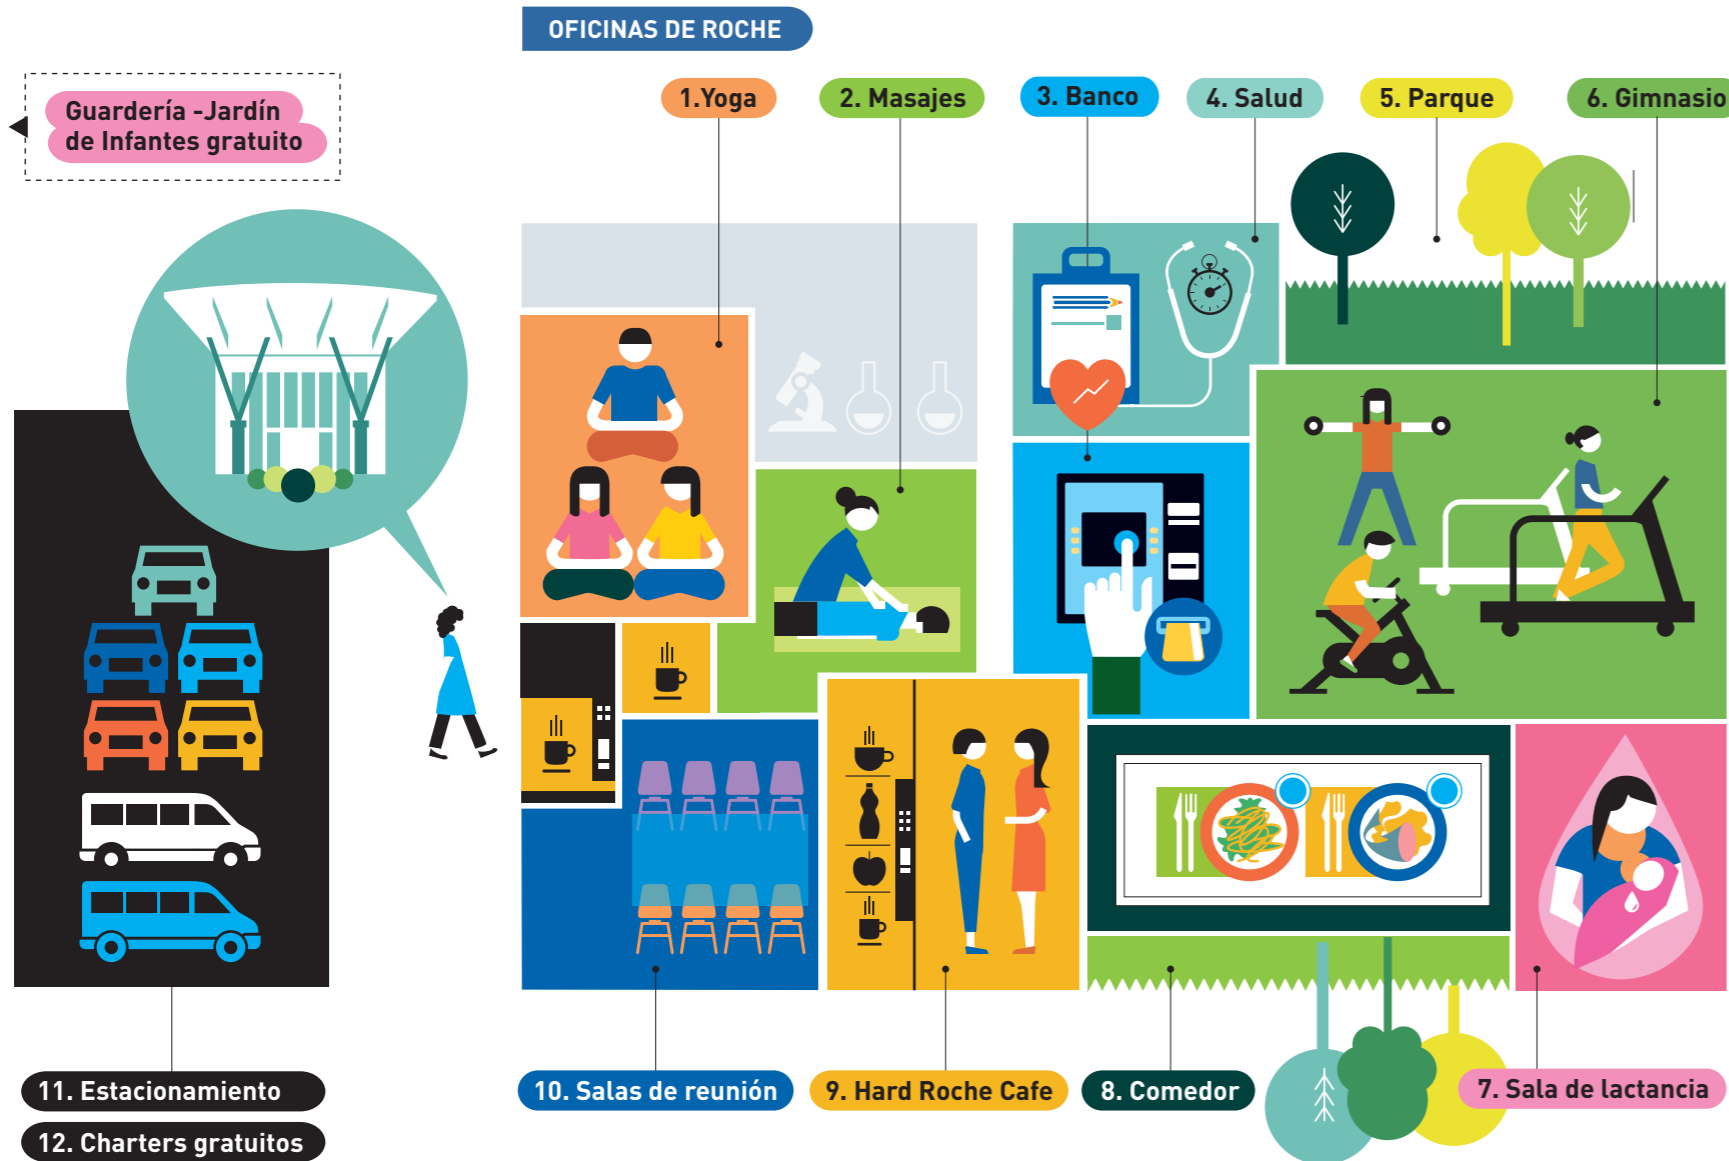 OFICINAS DE ROCHE
Guardería -Jardín
de Infantes gratuito
1.Yoga
2. Masajes
3. Banco
4. Salud
5. Parque
6. Gimnasio
11. Estacionamiento
12. Charters gratuitos
10. Salas de reunión
9. Hard Roche Cafe
8. Comedor
7. Sala de lactancia